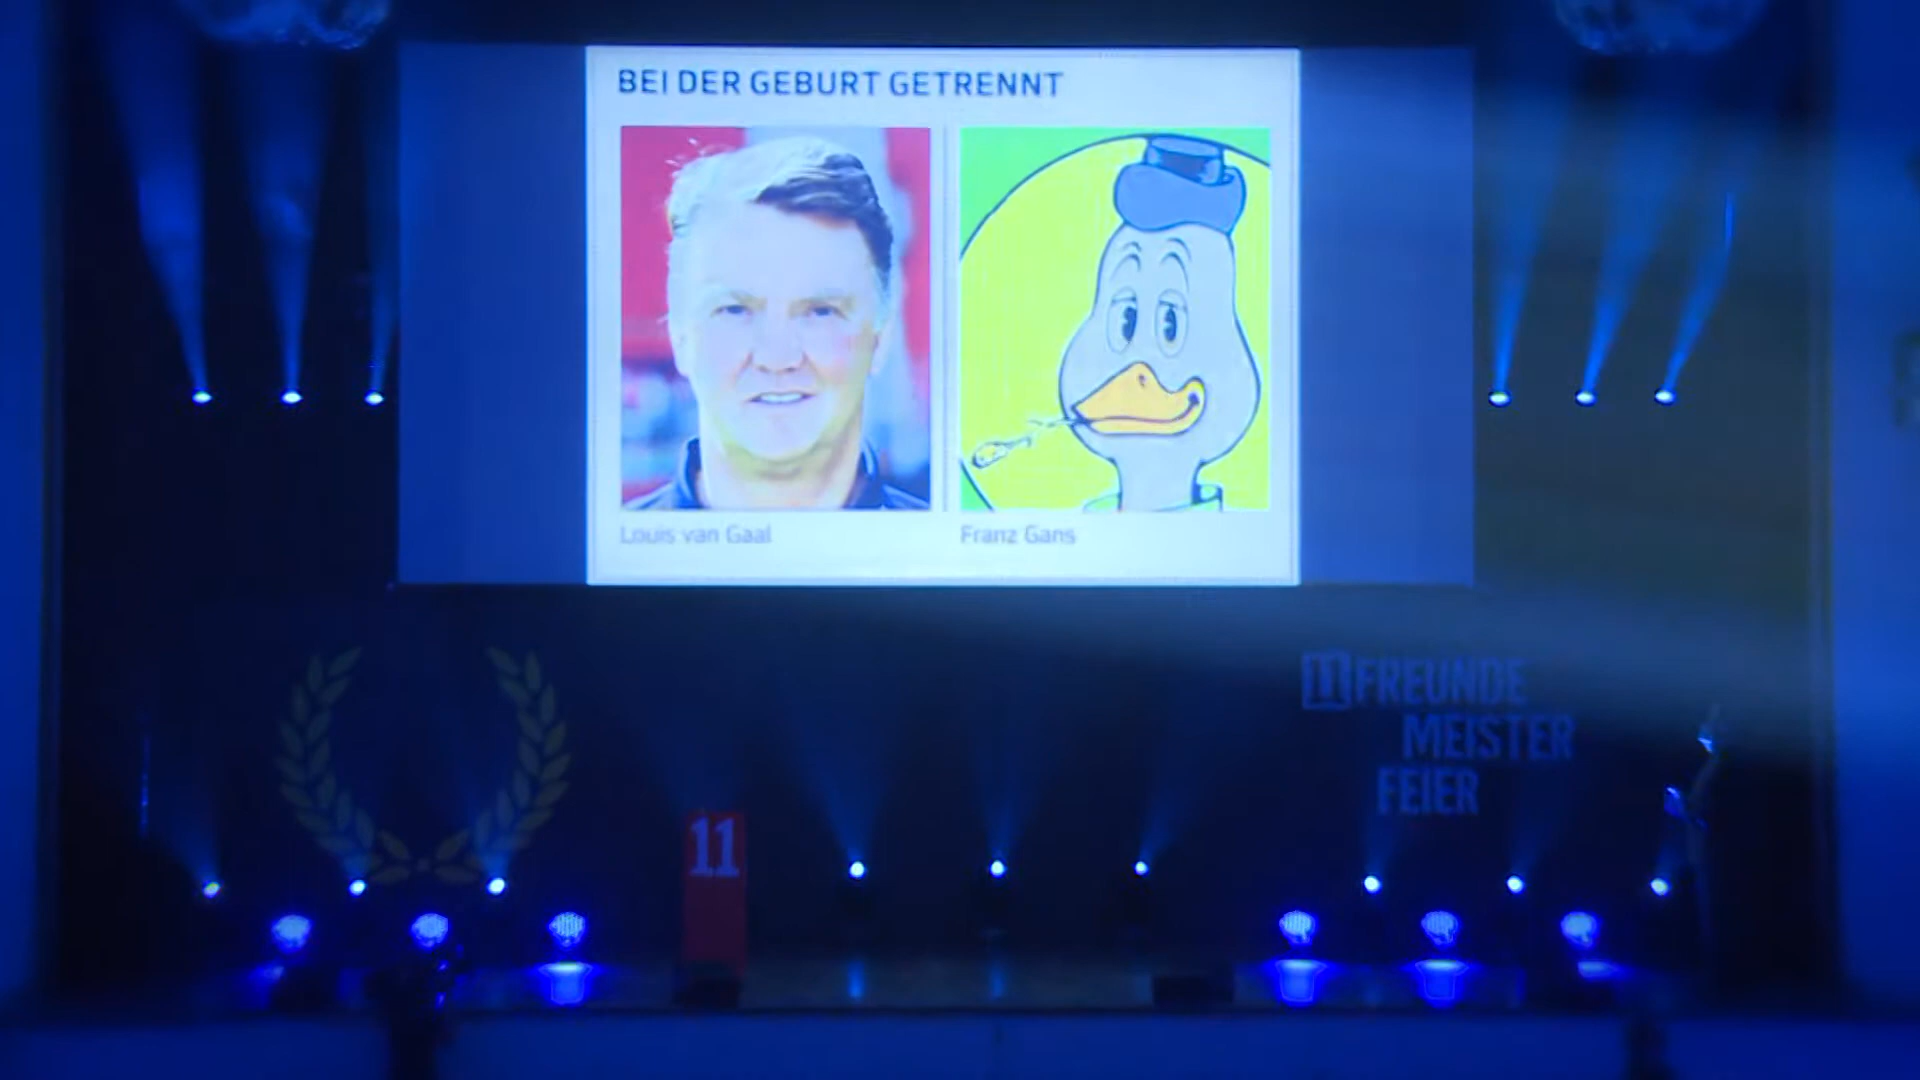 BEI DER GEBURT GETRENNT
Louis van Gaal
Franz Gans
11 FREUNDE
MEISTER
FEIER
11